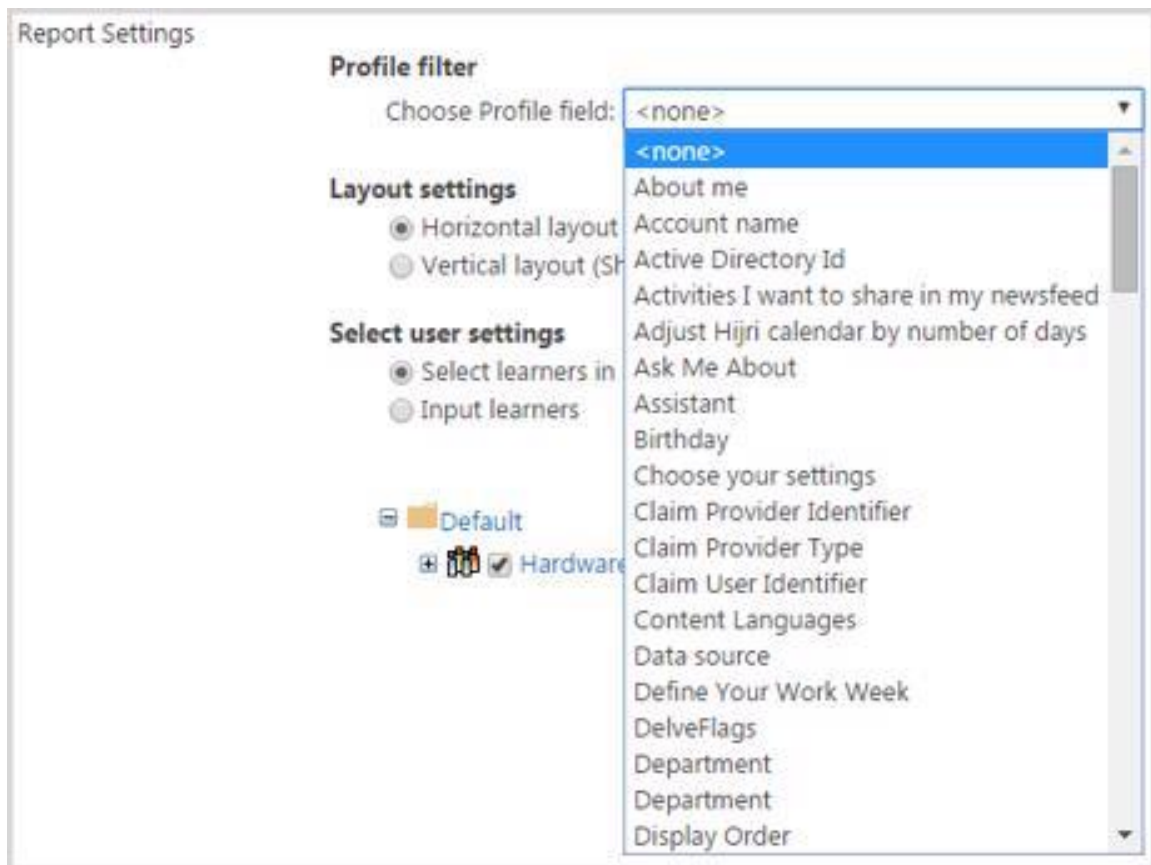 Report Settings
Profile filter
Choose Profile field: <none>
<none>
About me
Layout settings
Account name
Horizontal layout
Active Directory Id
Vertical layout (Sh
Activities I want to share in my newsfeed
Adjust Hijri calendar by number of days
Select user settings
Ask Me About
Select learners in
Assistant
Input learners
Birthday
Choose your settings
Claim Provider Identifier
Default
Claim Provider Type
Hardware
Claim User Identifier
Content Languages
Data source
Define Your Work Week
DelveFlags
Department
Department
Display Order